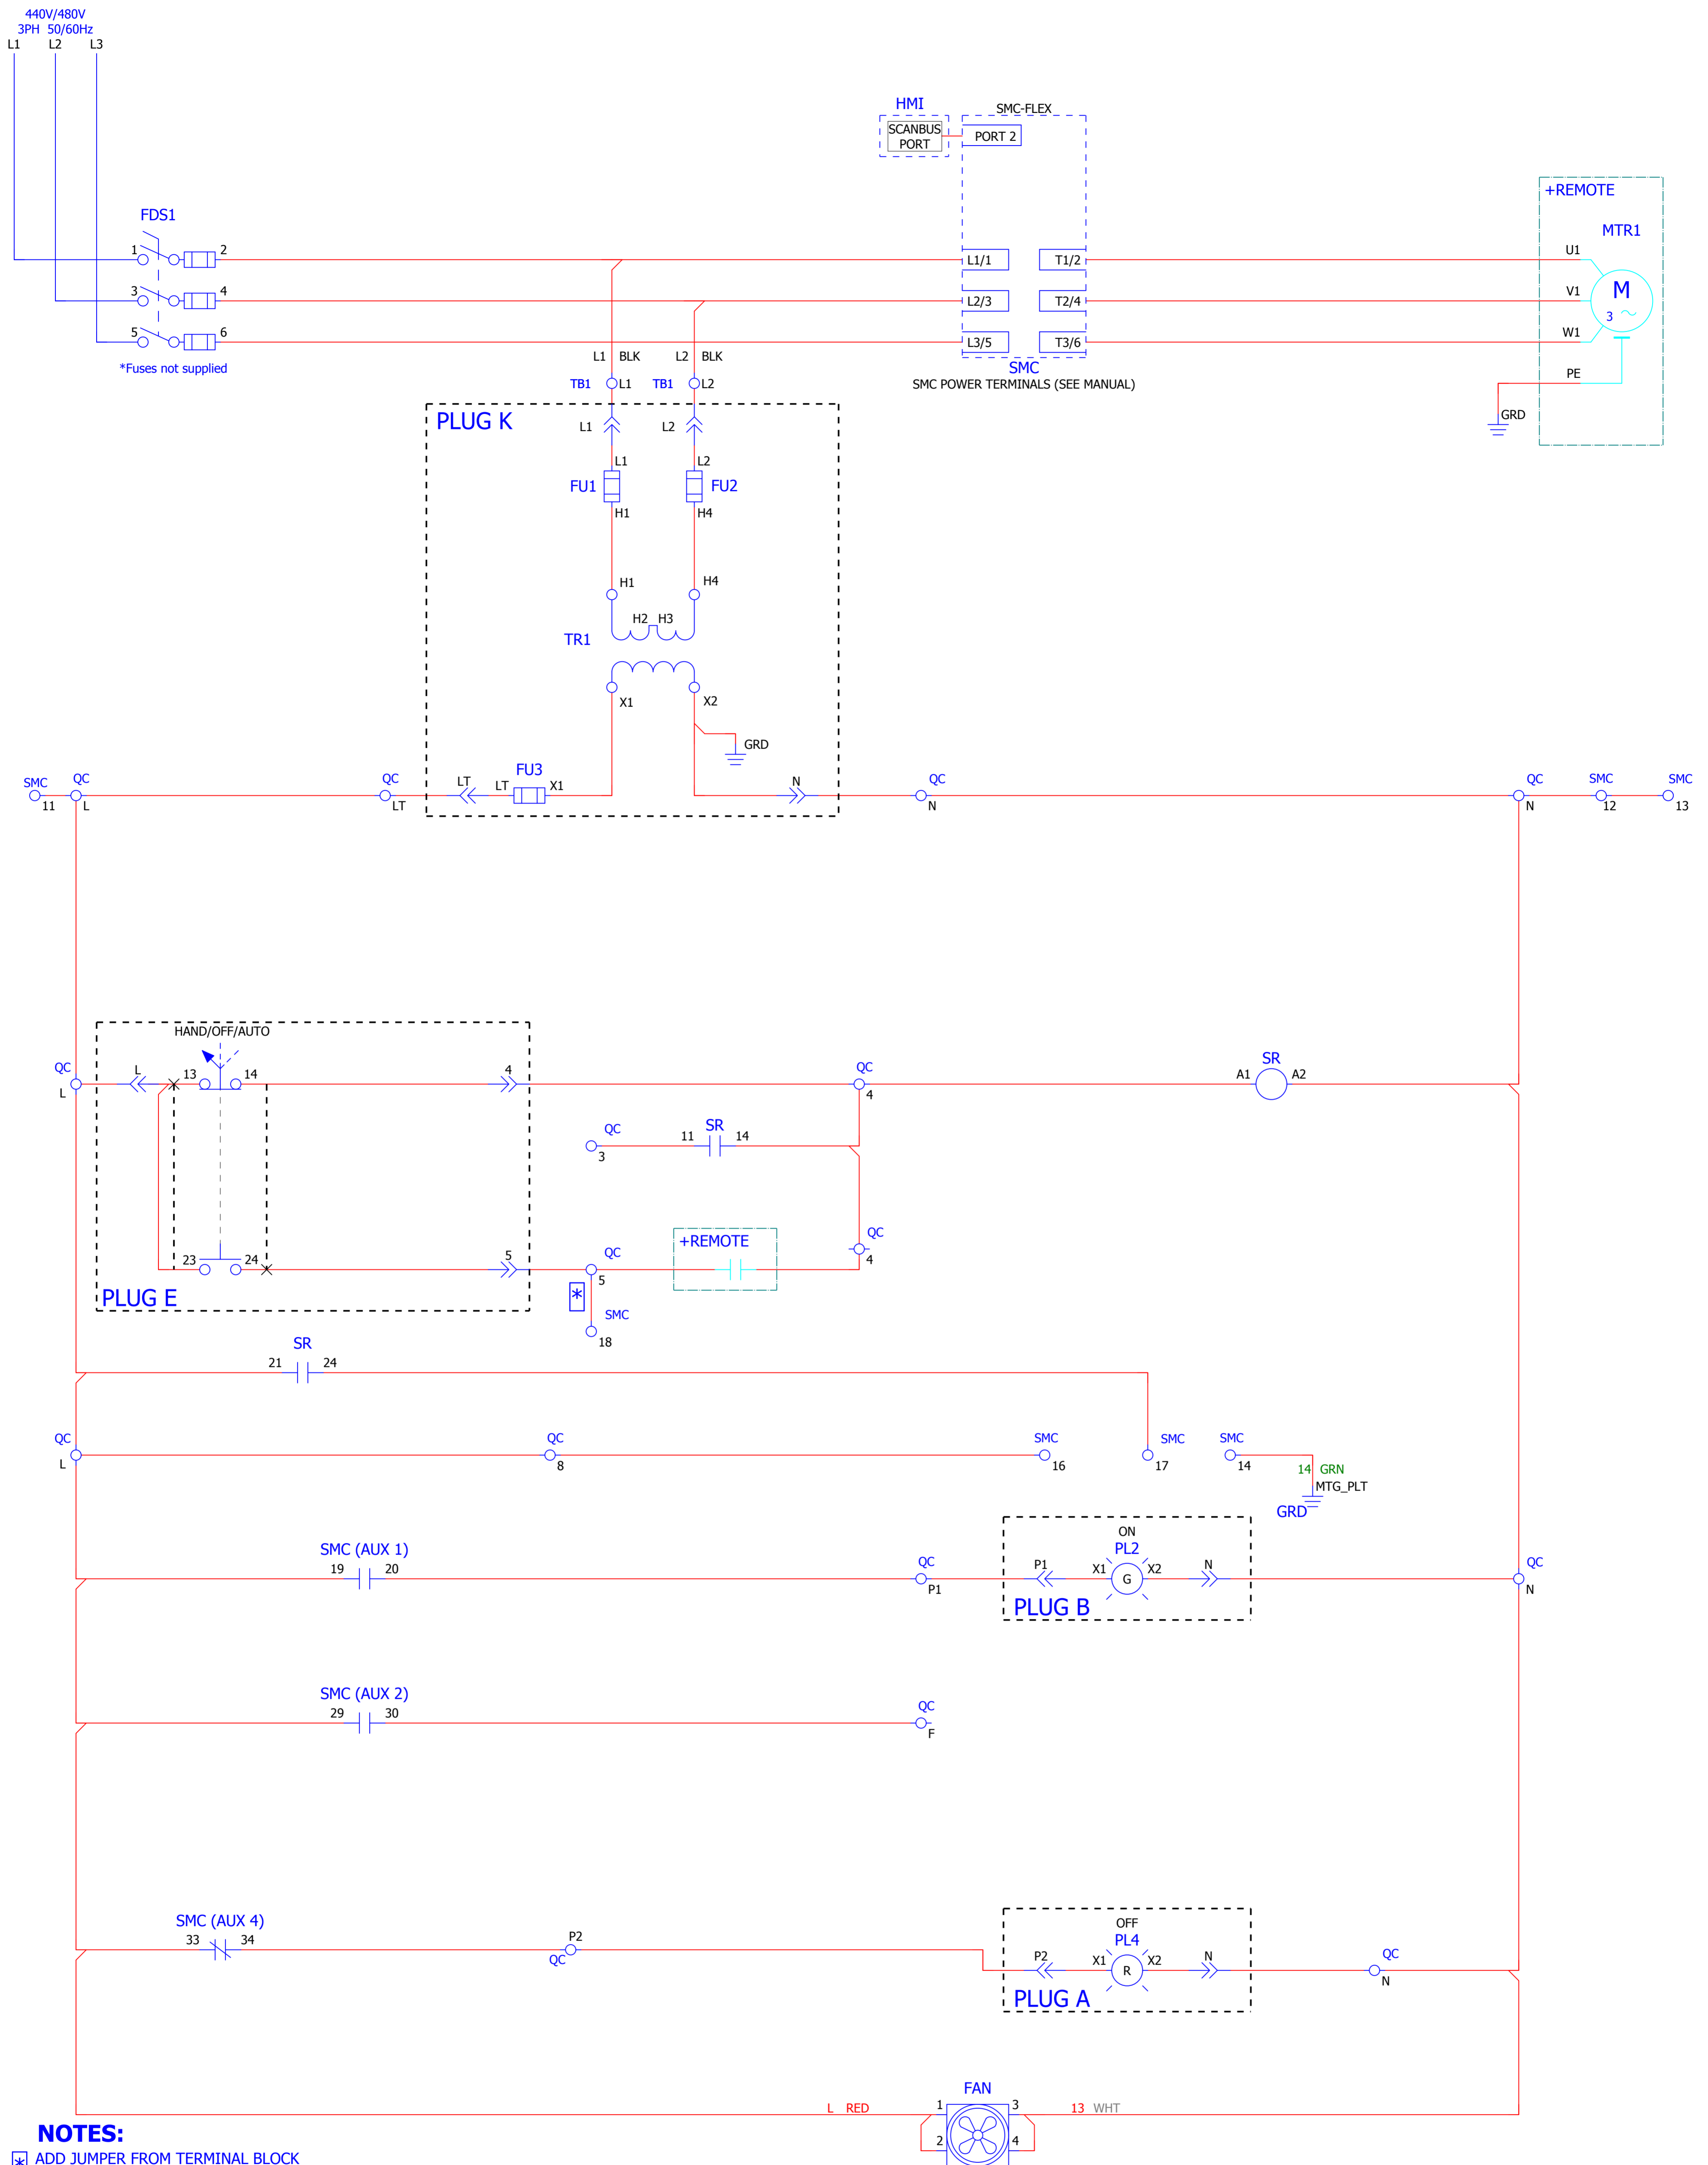 440V/480V
3PH 50/60Hz
L1 L2 L3
HMI
SCANBUS
PORT
SMC-FLEX
PORT 2
+REMOTE
MTR1
FDS1
1 2
L1/1 T1/2
U1
3 4
L2/3 T2/4
V1
M
3
5 6
L3/5 T3/6
W1
*Fuses not supplied
L1 BLK L2 BLK
SMC
SMC POWER TERMINALS (SEE MANUAL)
PE
GRD
TB1 L1 TB1 L2
PLUG K
L1 L2
L1 L2
FU1 FU2
H1 H4
H1 H4
H2 H3
TR1
X1 X2
GRD
SMC QC QC LT LT FU3 X1 N QC QC SMC SMC
11 L LT N N 12 13
HAND/OFF/AUTO
QC L 13 14 4 QC A1 SR A2
L 4
QC 11 SR 14
3
+REMOTE
QC
4
23 24 5 QC
5
PLUG E
*
SMC
18
SR
21 24
QC QC SMC SMC SMC
L 8 16 17 14
14 GRN
MTG_PLT
GRD
ON
PL2
SMC (AUX 1)
19 20 QC P1 X1 G X2 N QC
P1 N
PLUG B
SMC (AUX 2)
29 30 QC
F
SMC (AUX 4)
33 34 P2
QC
OFF
PL4
P2 X1 R X2 N QC
N
PLUG A
FAN
L RED 1 3 13 WHT
2 4
NOTES:
* ADD JUMPER FROM TERMINAL BLOCK